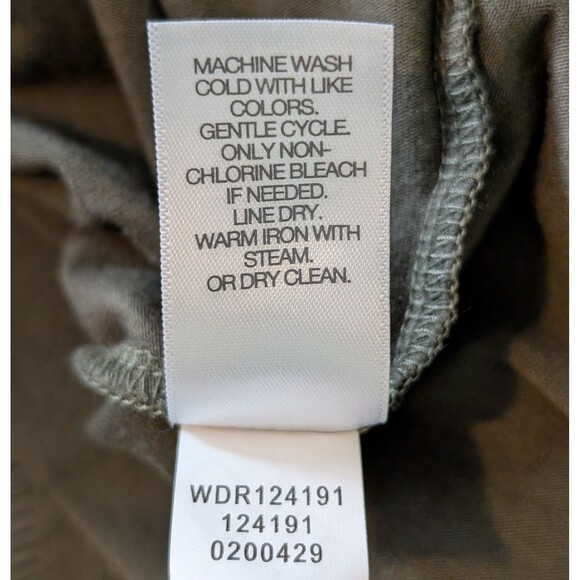 MACHINE WASH
COLD WITH LIKE
COLORS.
GENTLE CYCLE.
ONLY NON-
CHLORINE BLEACH
IF NEEDED.
LINE DRY.
WARM IRON WITH
STEAM.
OR DRY CLEAN.
WDR124191
124191
0200429